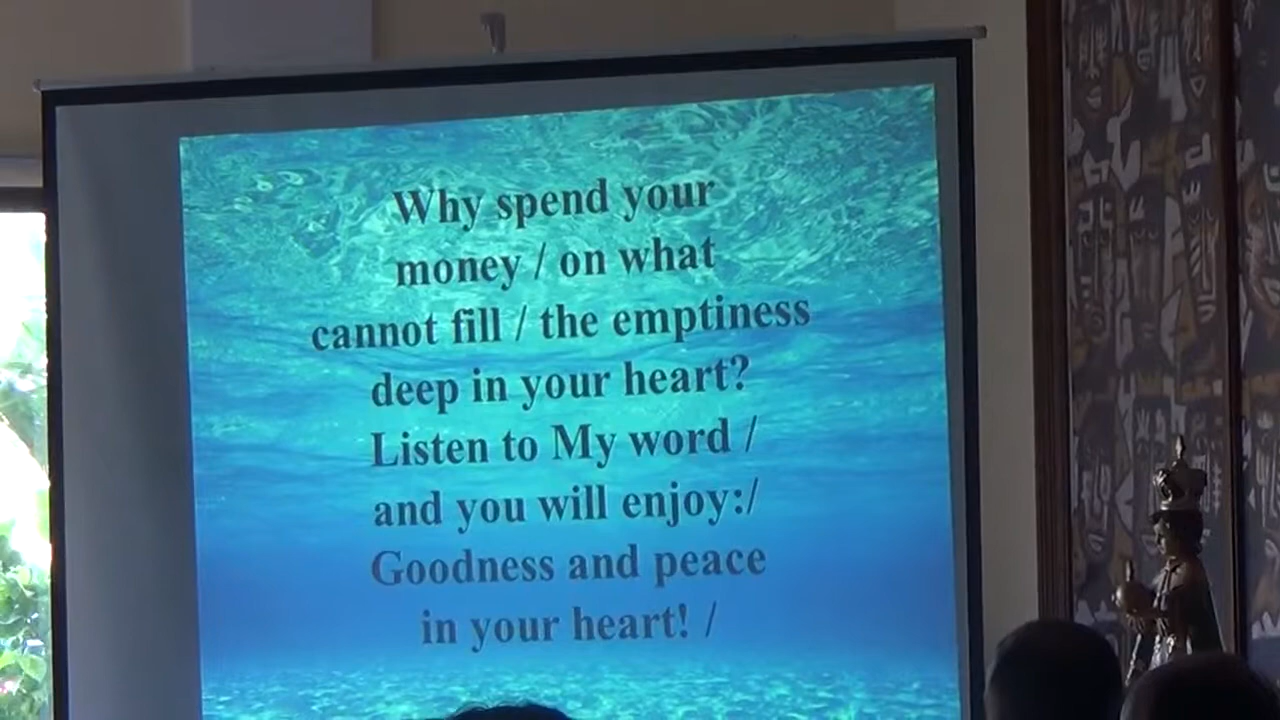 Why spend your
money / on what
cannot fill / the emptiness
deep in your heart?
Listen to My word /
and you will enjoy:/
Goodness and peace
in your heart! /